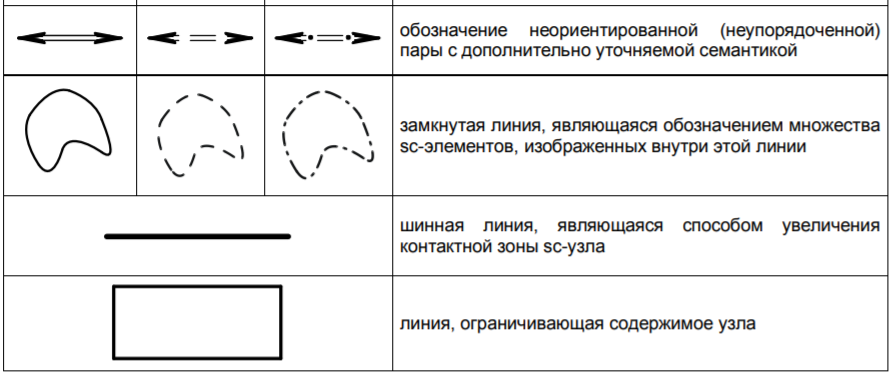 обозначение неориентированной (неупорядоченной)
пары с дополнительно уточняемой семантикой
замкнутая линия, являющаяся обозначением множества
sc-элементов, изображенных внутри этой линии
шинная линия, являющаяся способом увеличения
контактной зоны sc-узла
линия, ограничивающая содержимое узла